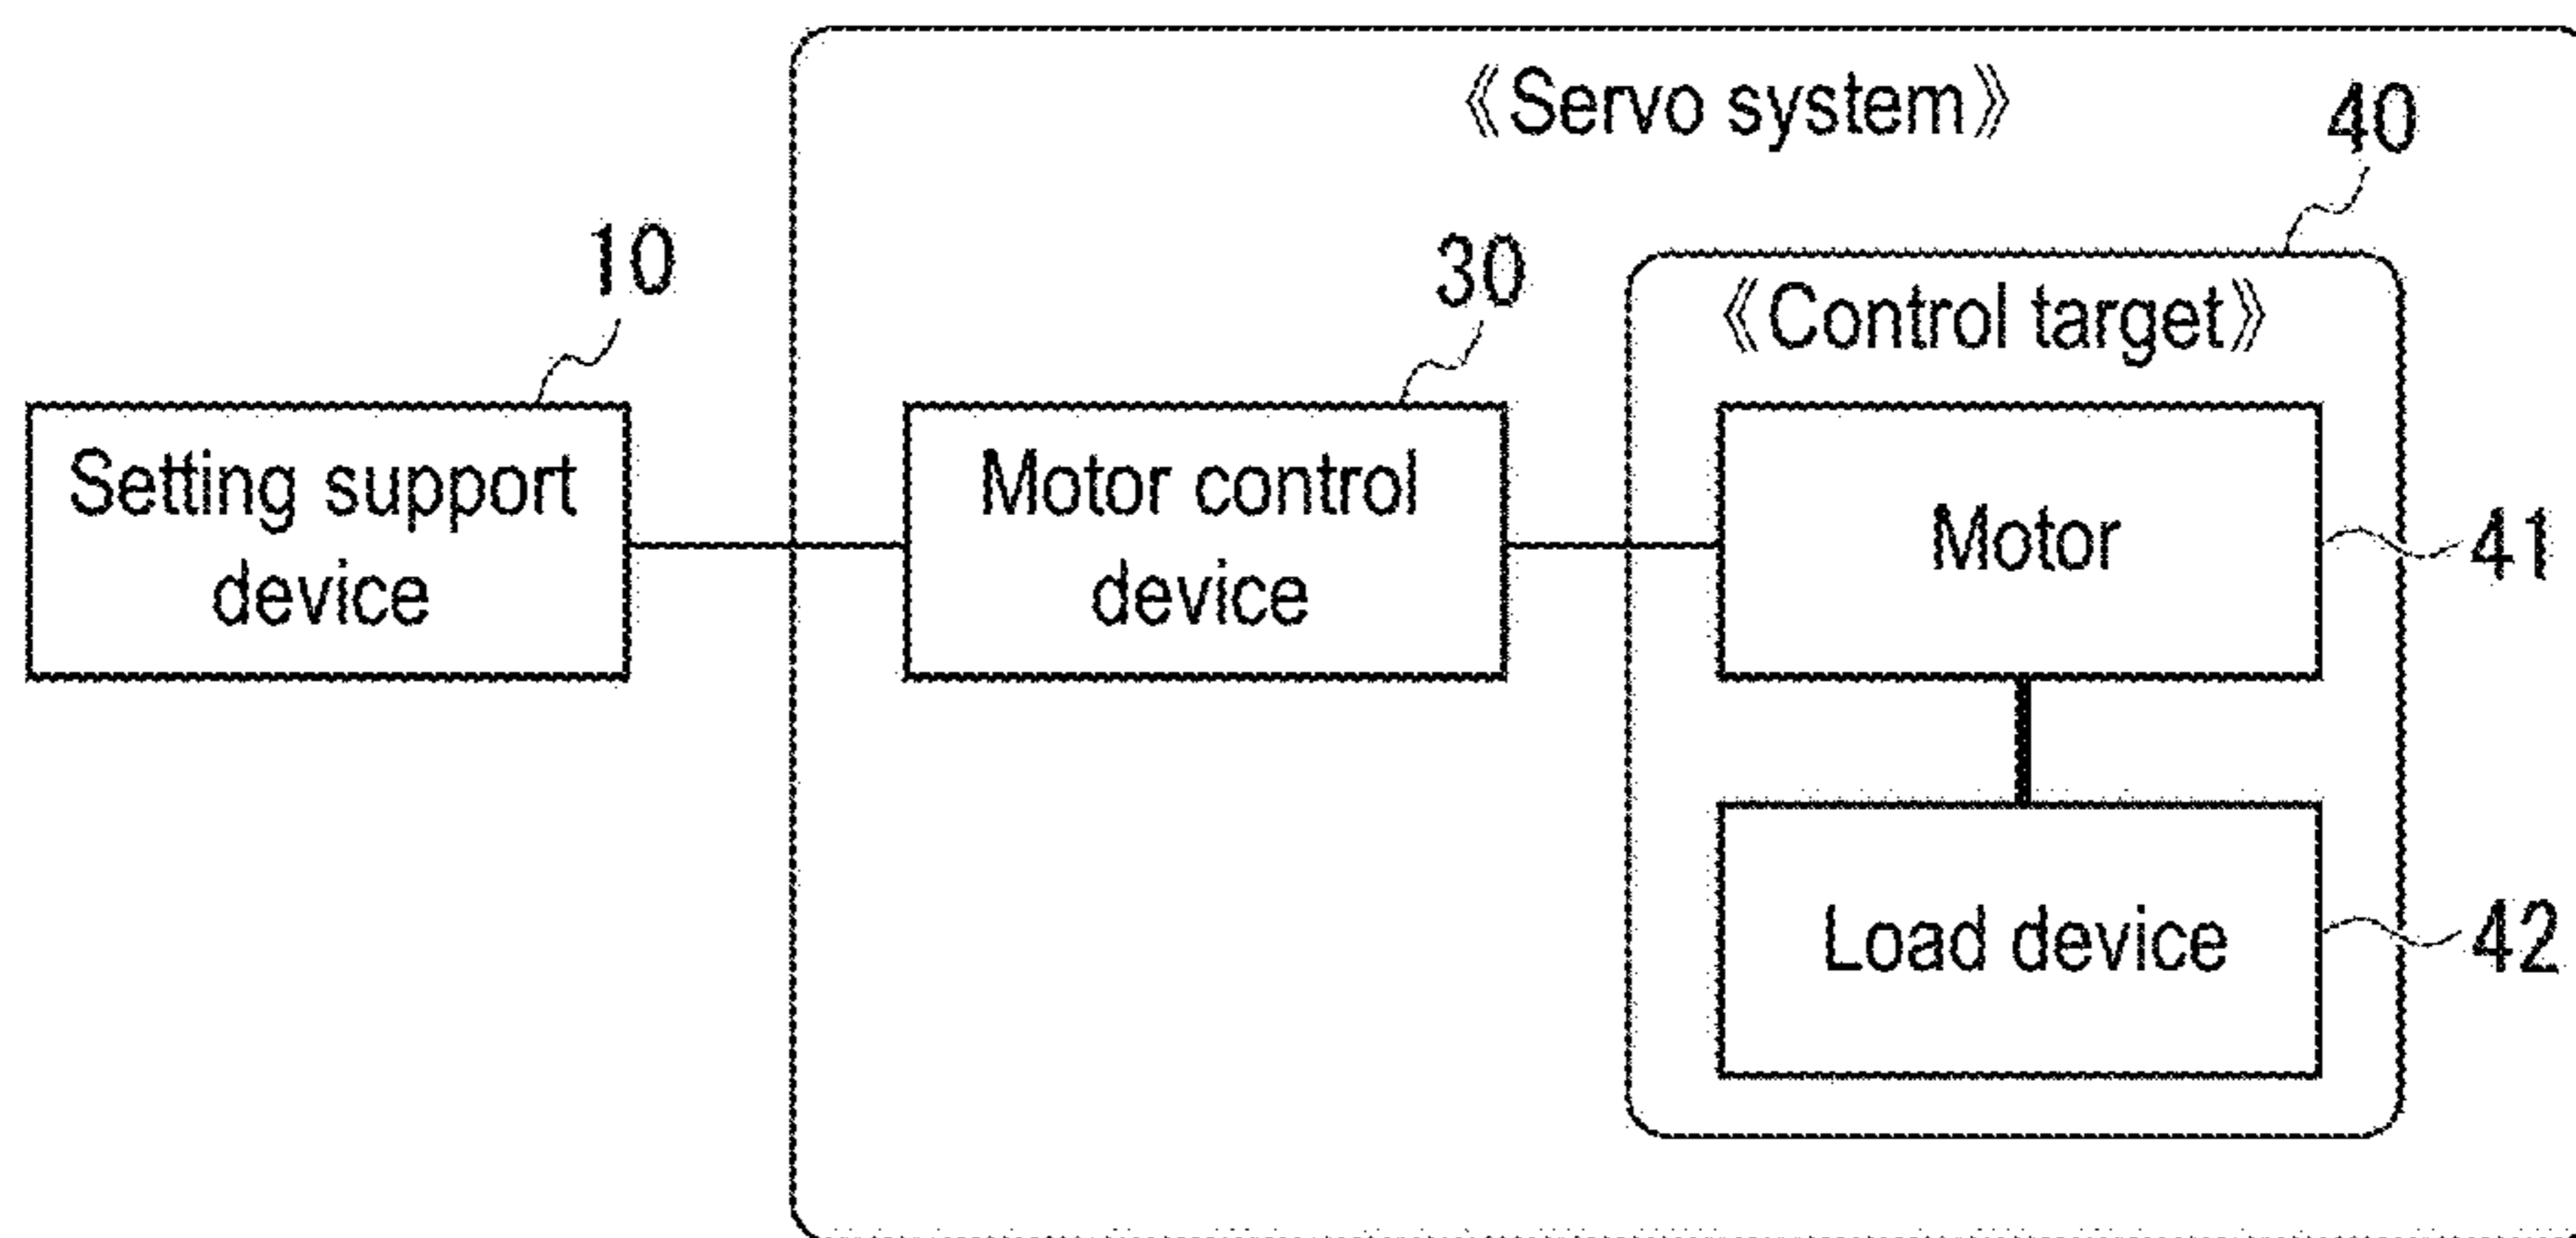 《Servo system》
40
10
30
《Control target》
Setting support
device
Motor control
device
Motor
41
Load device
42